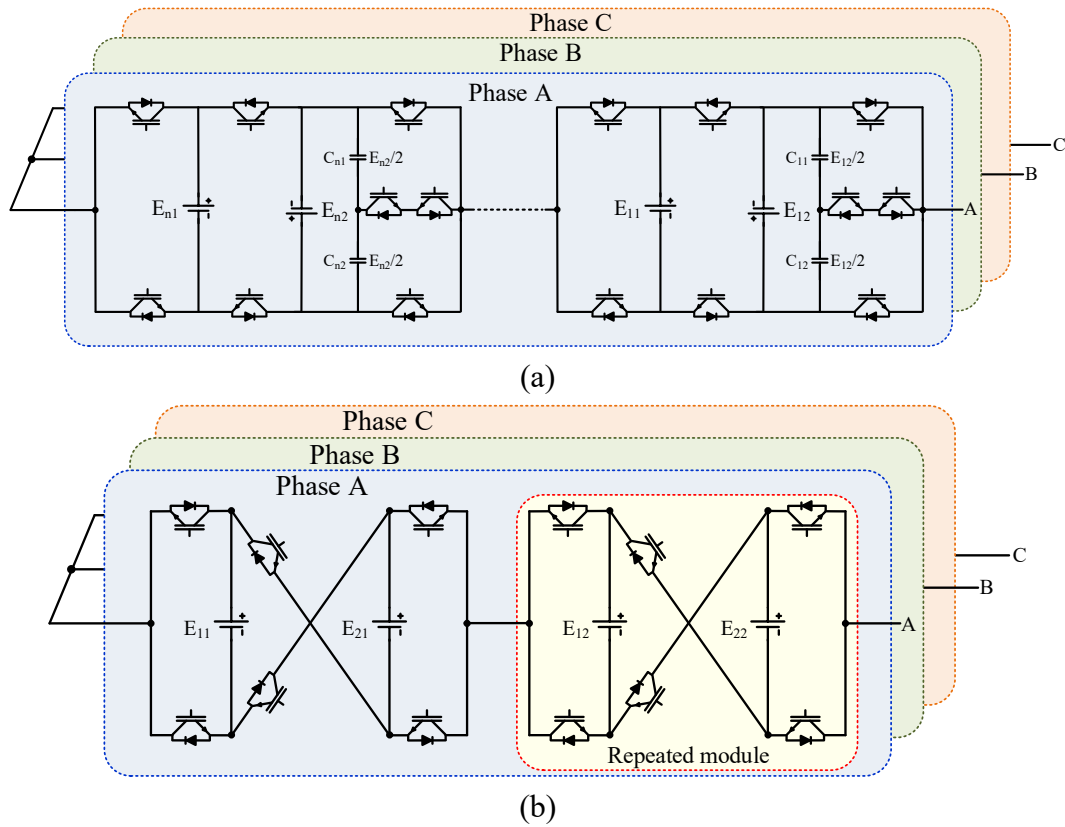 Phase C
Phase B
Phase A
C
B
A
En1
En2
Cn1
En2/2
Cn2
En2/2
E11
E12
C11
E12/2
C12
E12/2
(a)
Phase C
Phase B
Phase A
C
B
A
E11
E21
E12
E22
Repeated module
(b)